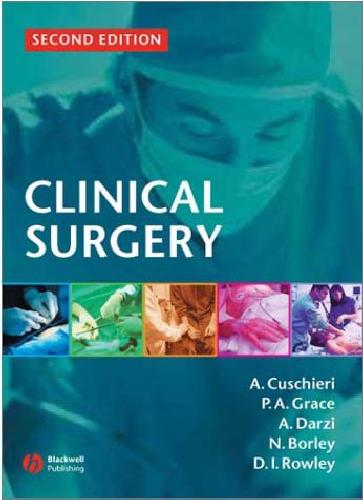 SECOND EDITION
CLINICAL
SURGERY
A. Cuschieri
P. A. Grace
A. Darzi
N. Borley
D. I. Rowley
Blackwell
Publishing